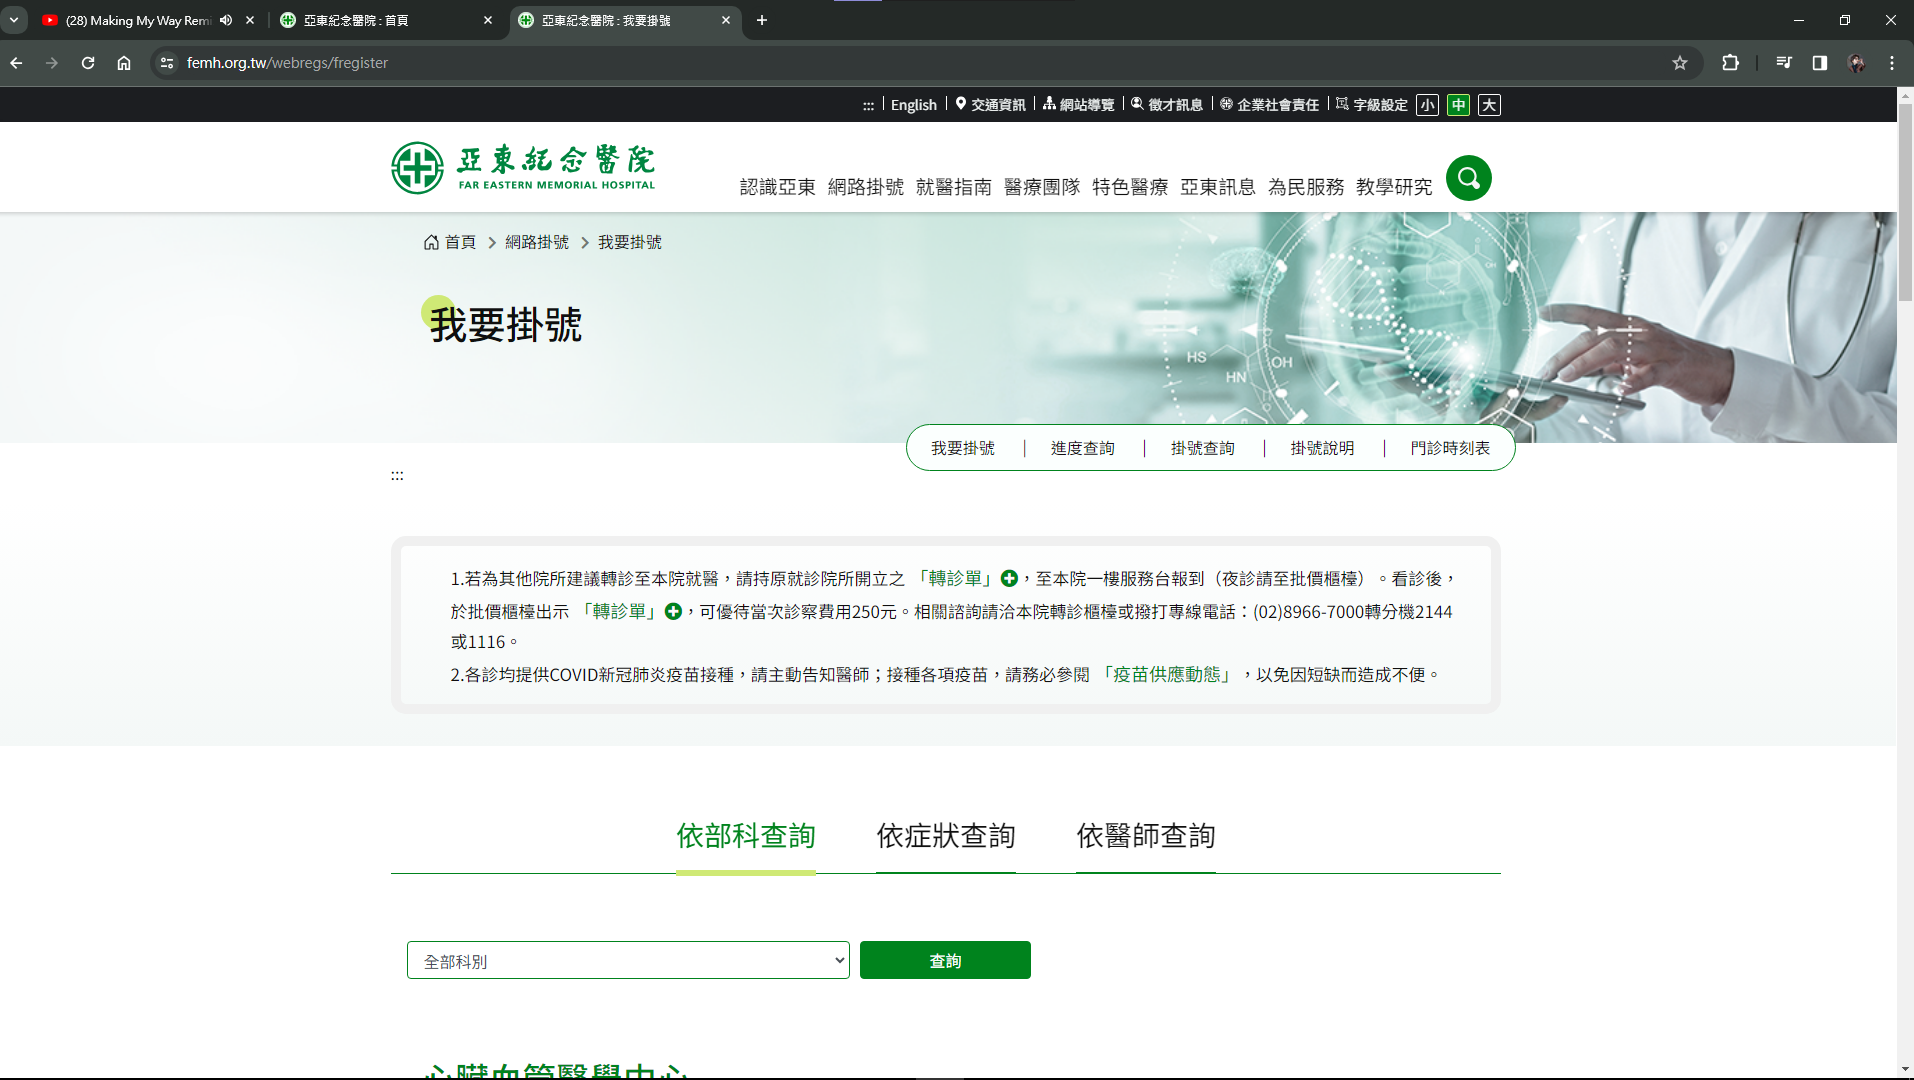 (28) Making My Way Remi
亞東紀念醫院 : 首頁
亞東紀念醫院 : 我要掛號
femh.org.tw/webregs/fregister
::: English 交通資訊 網站導覽 徵才訊息 企業社會責任 字級設定 小 中 大
亞東紀念醫院
FAR EASTERN MEMORIAL HOSPITAL
認識亞東 網路掛號 就醫指南 醫療團隊 特色醫療 亞東訊息 為民服務 教學研究
首頁 > 網路掛號 > 我要掛號
我要掛號
HS
OH
HN
OH
我要掛號 | 進度查詢 | 掛號查詢 | 掛號說明 | 門診時刻表
:::
1.若為其他院所建議轉診至本院就醫，請持原就診院所開立之 「轉診單」，至本院一樓服務台報到（夜診請至批價櫃檯）。看診後，
於批價櫃檯出示 「轉診單」，可優待當次診察費用250元。相關諮詢請洽本院轉診櫃檯或撥打專線電話：(02)8966-7000轉分機2144
或1116。
2.各診均提供COVID新冠肺炎疫苗接種，請主動告知醫師；接種各項疫苗，請務必參閱 「疫苗供應動態」，以免因短缺而造成不便。
依部科查詢
依症狀查詢
依醫師查詢
全部科別
查詢
心臟血管醫學中心